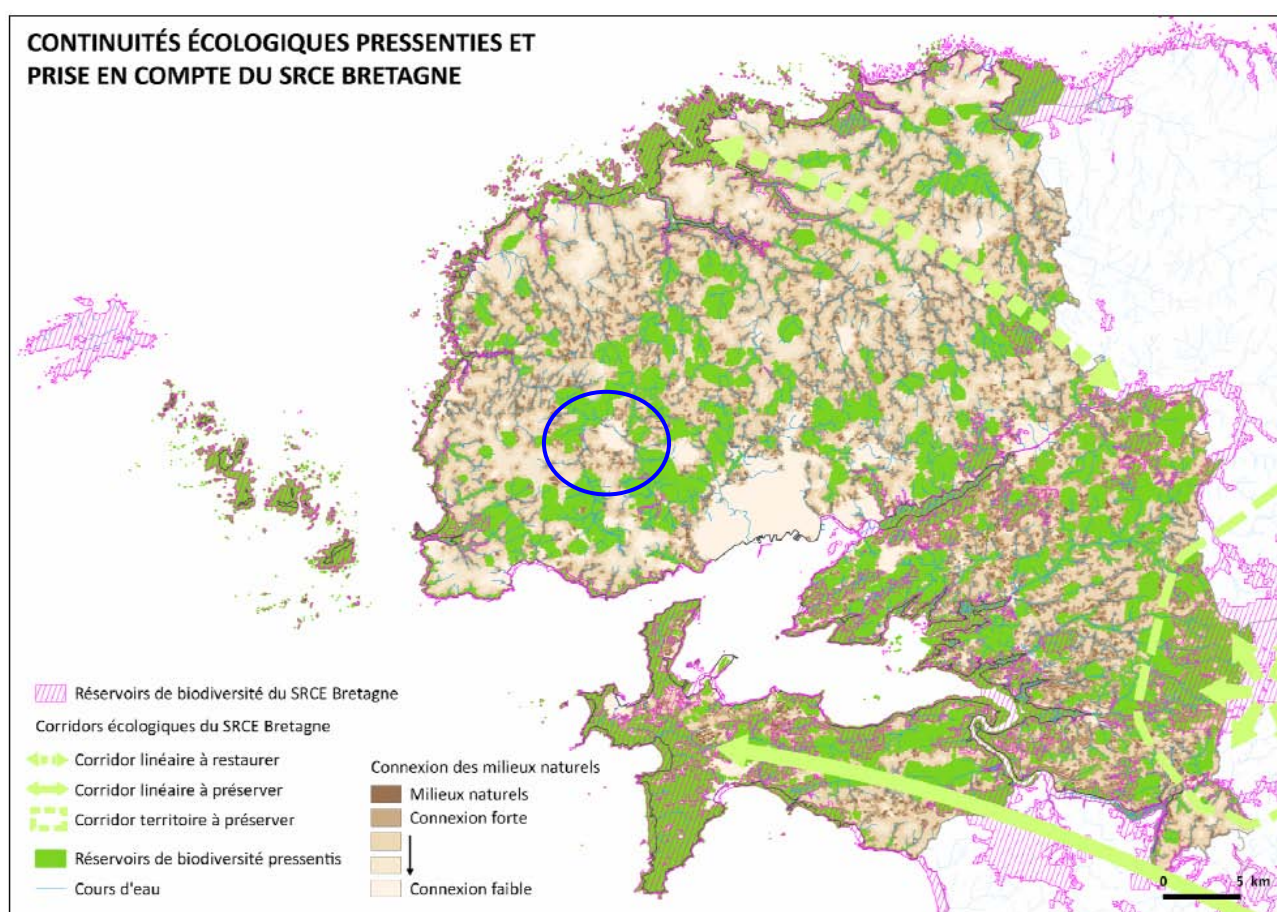 CONTINUITÉS ÉCOLOGIQUES PRESSENTIES ET
PRISE EN COMPTE DU SRCE BRETAGNE
Réservoirs de biodiversité du SRCE Bretagne
Corridors écologiques du SRCE Bretagne
Corridor linéaire à restaurer
Corridor linéaire à préserver
Corridor territoire à préserver
Réservoirs de biodiversité pressentis
Cours d'eau
Connexion des milieux naturels
Milieux naturels
Connexion forte
Connexion faible
0 5 km